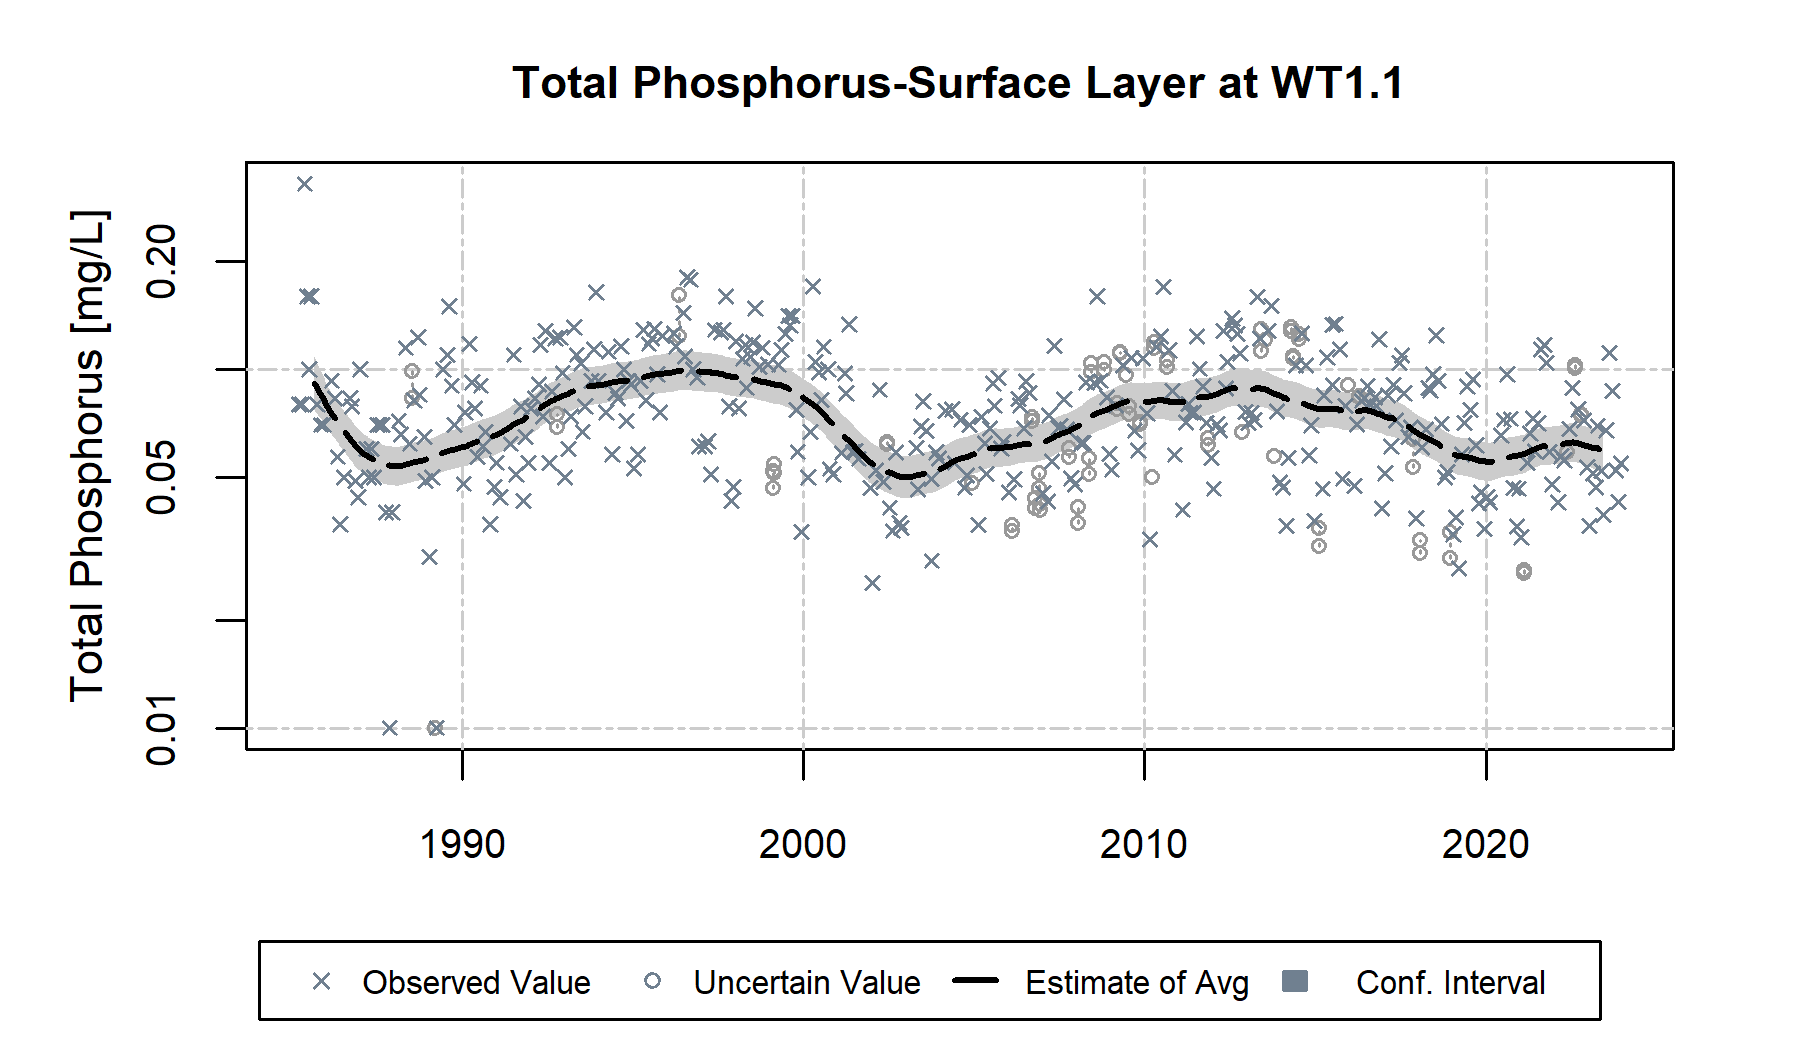 Total Phosphorus-Surface Layer at WT1.1
Total Phosphorus [mg/L]
0.20
0.05
0.01
1990 2000 2010 2020
Observed Value Uncertain Value Estimate of Avg Conf. Interval